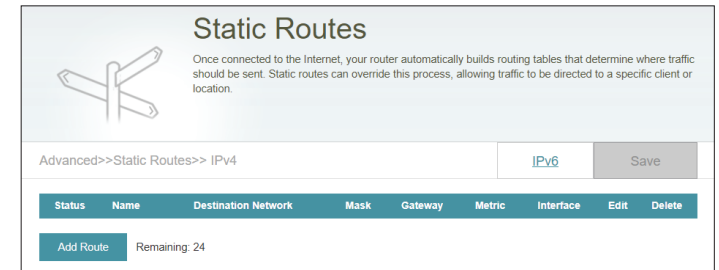 Static Routes
Once connected to the Internet, your router automatically builds routing tables that determine where traffic
should be sent. Static routes can override this process, allowing traffic to be directed to a specific client or
location.
Advanced>>Static Routes>> IPv4
IPv6
Save
Status Name Destination Network Mask Gateway Metric Interface Edit Delete
Add Route Remaining: 24